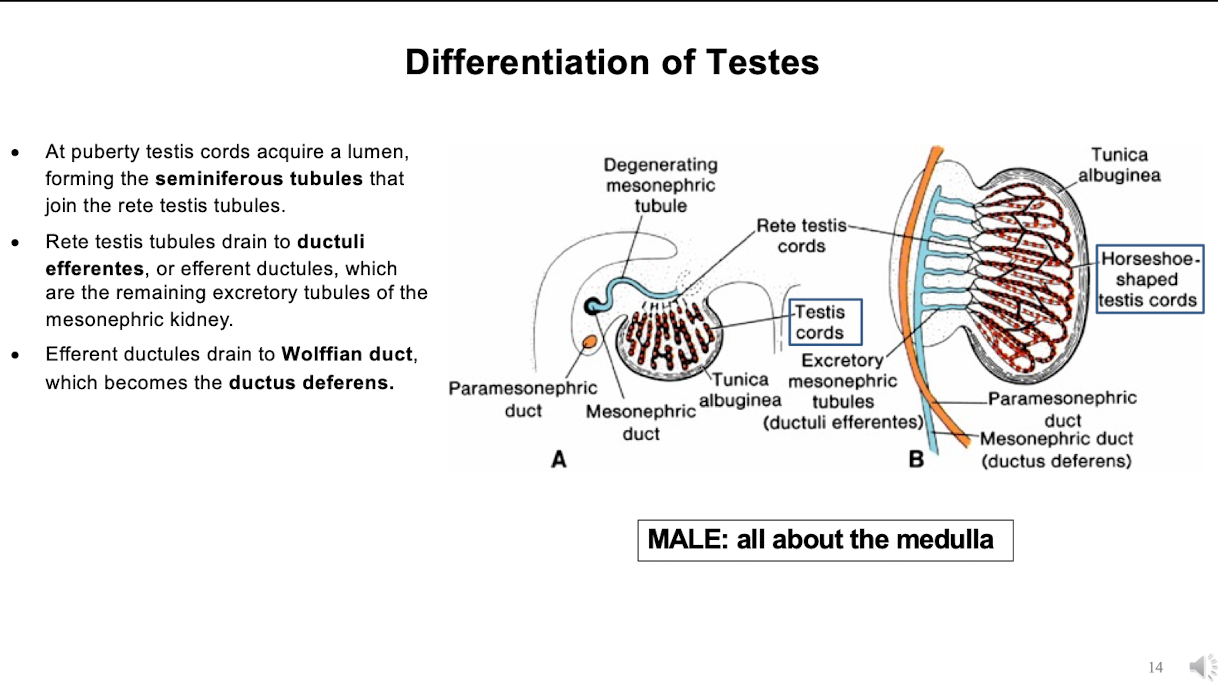 Differentiation of Testes
• At puberty testis cords acquire a lumen,
forming the seminiferous tubules that
join the rete testis tubules.
• Rete testis tubules drain to ductuli
efferentes, or efferent ductules, which
are the remaining excretory tubules of the
mesonephric kidney.
• Efferent ductules drain to Wolffian duct,
which becomes the ductus deferens.
Degenerating
mesonephric
tubule
Rete testis
cords
Testis
cords
Paramesonephric
duct
Mesonephric
duct
Tunica
albuginea
Excretory
mesonephric
tubules
(ductuli efferentes)
A
Tunica
albuginea
Horseshoe-
shaped
testis cords
Paramesonephric
duct
Mesonephric duct
(ductus deferens)
B
MALE: all about the medulla
14